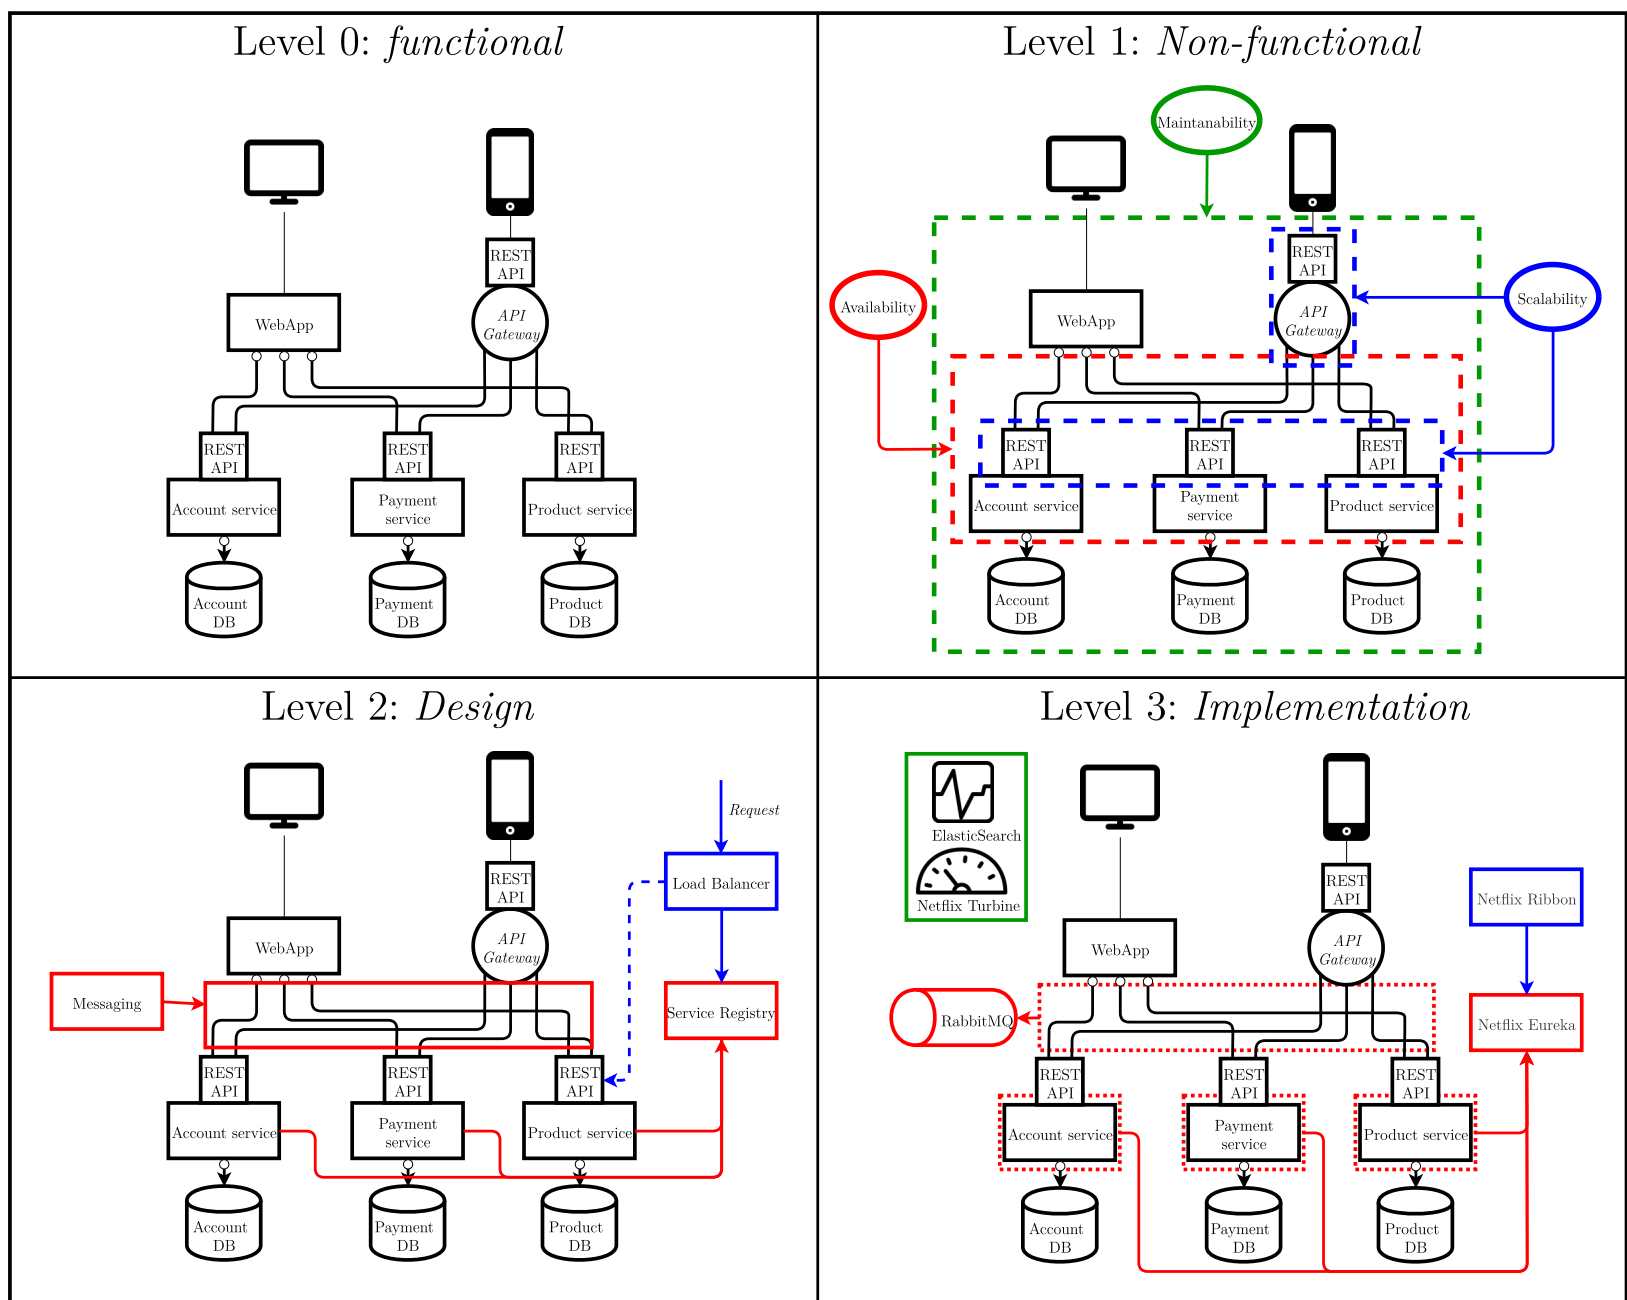 Level 0: functional
REST
API
WebApp
API
Gateway
REST
API
REST
API
REST
API
Account service
Payment
service
Product service
Account
DB
Payment
DB
Product
DB
Level 1: Non-functional
Maintanability
REST
API
Availability
Scalability
WebApp
API
Gateway
REST
API
REST
API
REST
API
Account service
Payment
service
Product service
Account
DB
Payment
DB
Product
DB
Level 2: Design
Request
REST
API
Load Balancer
WebApp
API
Gateway
Messaging
Service Registry
REST
API
REST
API
REST
API
Account service
Payment
service
Product service
Account
DB
Payment
DB
Product
DB
Level 3: Implementation
ElasticSearch
Netflix Turbine
REST
API
Netflix Ribbon
WebApp
API
Gateway
RabbitMQ
Netflix Eureka
REST
API
REST
API
REST
API
Account service
Payment
service
Product service
Account
DB
Payment
DB
Product
DB